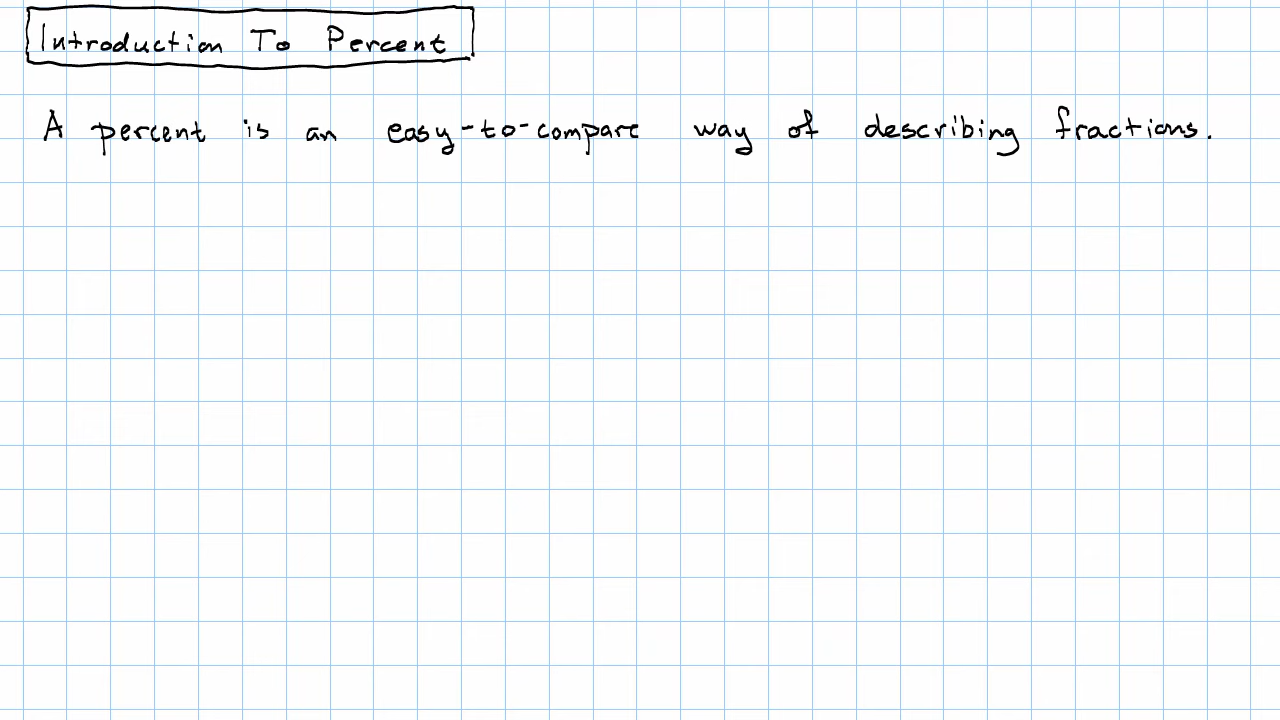 Introduction To Percent
A percent is an easy-to-compare way of describing fractions.